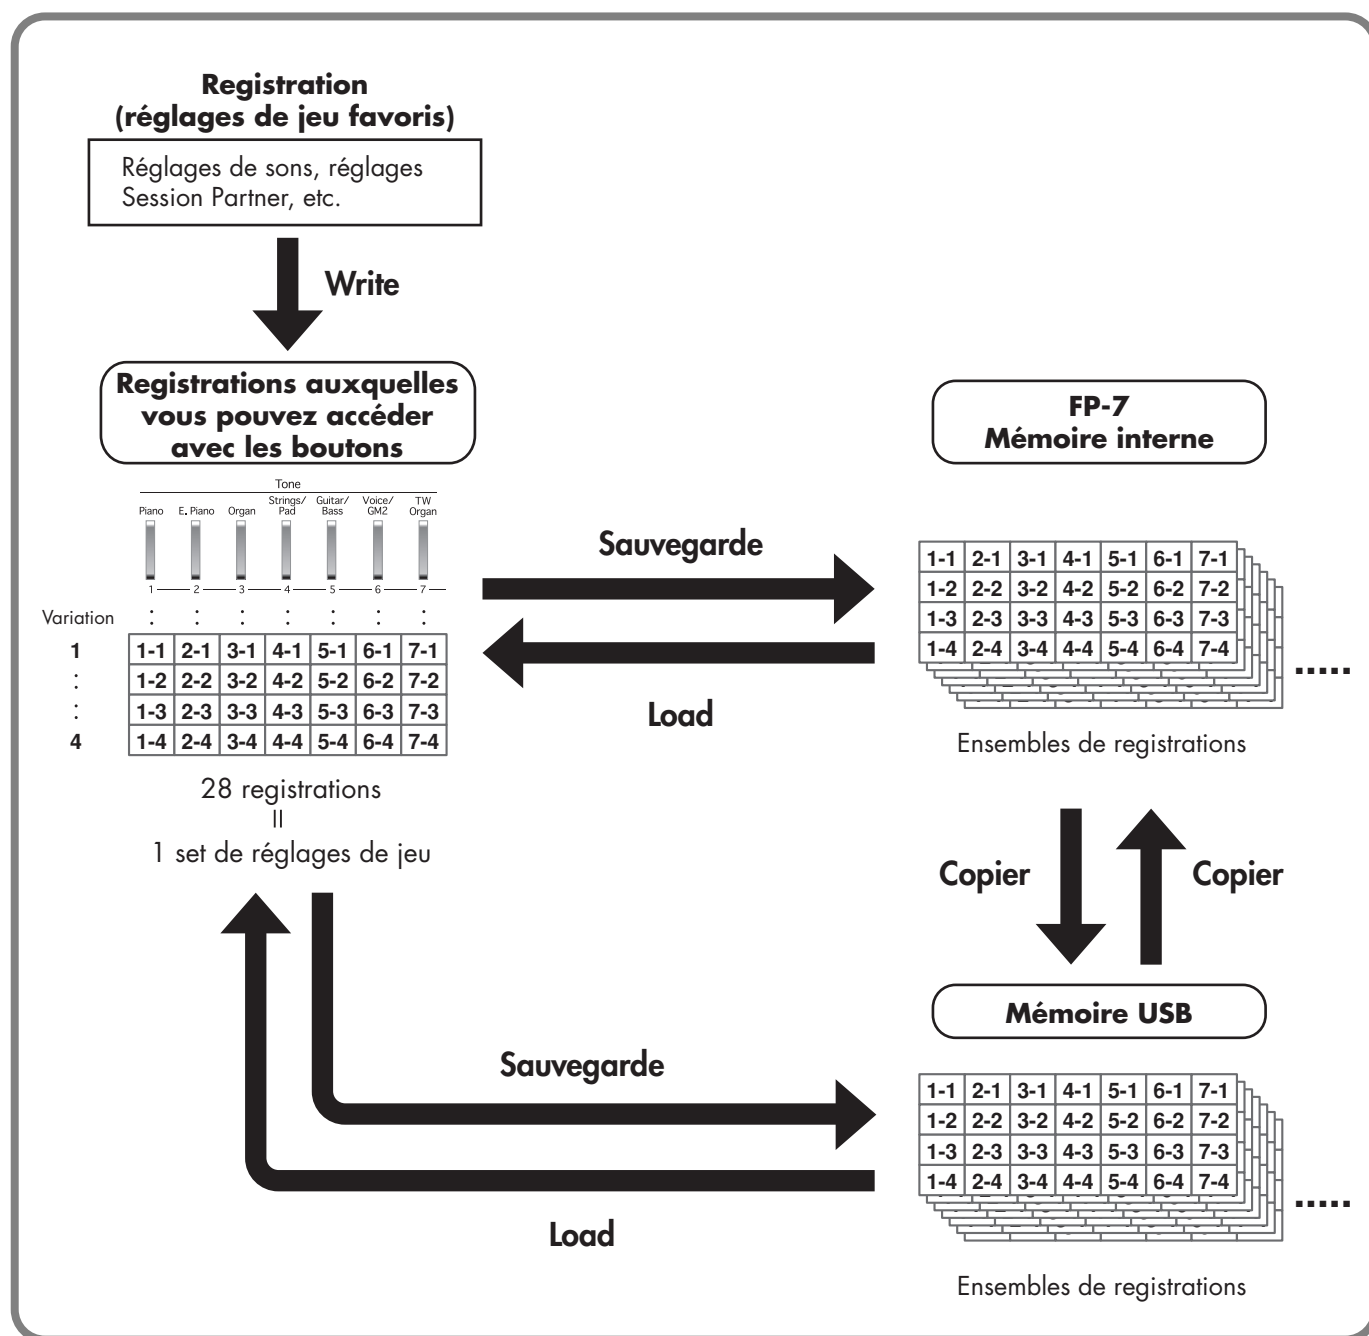 Registration
(réglages de jeu favoris)
Réglages de sons, réglages
Session Partner, etc.
Write
Registrations auxquelles
vous pouvez accéder
avec les boutons
Tone
Piano E. Piano Organ Strings/ Pad Guitar/ Bass Voice/ GM2 TW Organ
1 2 3 4 5 6 7
Variation : : : : : : :
1 1-1 2-1 3-1 4-1 5-1 6-1 7-1
: 1-2 2-2 3-2 4-2 5-2 6-2 7-2
: 1-3 2-3 3-3 4-3 5-3 6-3 7-3
4 1-4 2-4 3-4 4-4 5-4 6-4 7-4
28 registrations
=
1 set de réglages de jeu
Sauvegarde
Load
FP-7
Mémoire interne
1-1 2-1 3-1 4-1 5-1 6-1 7-1
1-2 2-2 3-2 4-2 5-2 6-2 7-2
1-3 2-3 3-3 4-3 5-3 6-3 7-3
1-4 2-4 3-4 4-4 5-4 6-4 7-4
.....
Ensembles de registrations
Copier
Copier
Mémoire USB
Sauvegarde
Load
1-1 2-1 3-1 4-1 5-1 6-1 7-1
1-2 2-2 3-2 4-2 5-2 6-2 7-2
1-3 2-3 3-3 4-3 5-3 6-3 7-3
1-4 2-4 3-4 4-4 5-4 6-4 7-4
.....
Ensembles de registrations